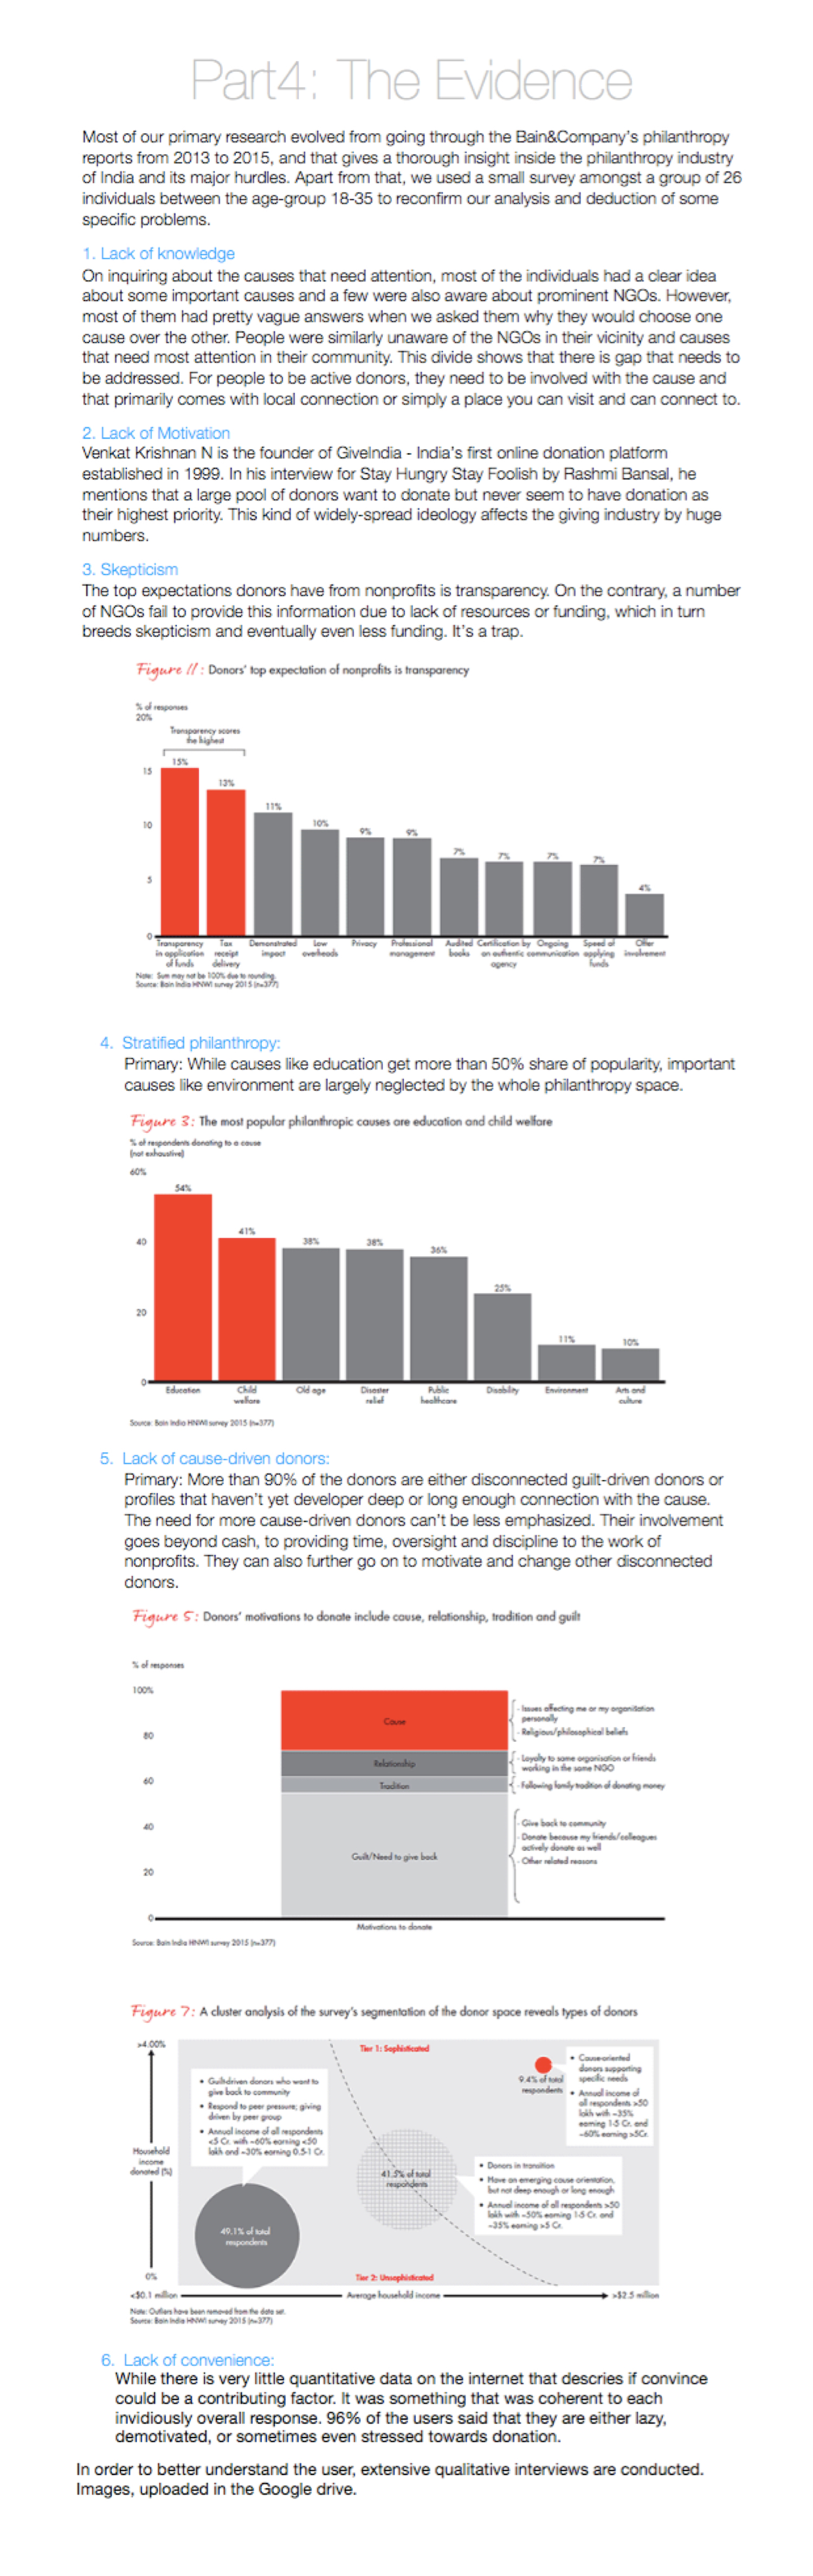 Part4: The Evidence
Most of our primary research evolved from going through the Bain&Company's philanthropy
reports from 2013 to 2015, and that gives a thorough insight inside the philanthropy industry
of India and its major hurdles. Apart from that, we used a small survey amongst a group of 26
individuals between the age-group 18-35 to reconfirm our analysis and deduction of some
specific problems.
1. Lack of knowledge
On inquiring about the causes that need attention, most of the individuals had a clear idea
about some important causes and a few were also aware about prominent NGOs. However,
most of them had pretty vague answers when we asked them why they would choose one
cause over the other. People were similarly unaware of the NGOs in their vicinity and causes
that need most attention in their community. This divide shows that there is gap that needs to
be addressed. For people to be active donors, they need to be involved with the cause and
that primarily comes with local connection or simply a place you can visit and can connect to.
2. Lack of Motivation
Venkat Krishnan N is the founder of GiveIndia - India's first online donation platform
established in 1999. In his interview for Stay Hungry Stay Foolish by Rashmi Bansal, he
mentions that a large pool of donors want to donate but never seem to have donation as
their highest priority. This kind of widely-spread ideology affects the giving industry by huge
numbers.
3. Skepticism
The top expectations donors have from nonprofits is transparency. On the contrary, a number
of NGOs fail to provide this information due to lack of resources or funding, which in turn
breeds skepticism and eventually even less funding. It's a trap.
Figure 11: Donors' top expectation of nonprofits is transparency
% of responses
20%
Transparency scores
the highest
15%
15
13%
11%
10
10%
9%
9%
7%
7%
7%
7%
5
4%
0
Transparency Tax Demonstrated Low Privacy Professional Audited Certification by Ongoing Speed of Offer
in application receipt impact overheads management books an authentic communication applying involvement
of funds delivery agency funds
Note: Sum may not be 100% due to rounding.
Source: Bain India HNWI survey 2015 (n=377)
4. Stratified philanthropy:
Primary: While causes like education get more than 50% share of popularity, important
causes like environment are largely neglected by the whole philanthropy space.
Figure 3: The most popular philanthropic causes are education and child welfare
% of respondents donating to a cause
(not exhaustive)
60%
54%
41%
40
38%
38%
36%
25%
20
11%
10%
0
Education Child Old age Disaster Public Disability Environment Arts and
welfare relief healthcare culture
Source: Bain India HNWI survey 2015 (n=377)
5. Lack of cause-driven donors:
Primary: More than 90% of the donors are either disconnected guilt-driven donors or
profiles that haven't yet developer deep or long enough connection with the cause.
The need for more cause-driven donors can't be less emphasized. Their involvement
goes beyond cash, to providing time, oversight and discipline to the work of
nonprofits. They can also further go on to motivate and change other disconnected
donors.
Figure 5: Donors' motivations to donate include cause, relationship, tradition and guilt
% of responses
100%
80
60
40
20
0
Cause
- Issues affecting me or my organisation
personally
- Religious/philosophical beliefs
Relationship
- Loyalty to same organisation or friends
working in the same NGO
Tradition
- Following family tradition of donating money
Guilt/Need to give back
- Give back to community
- Donate because my friends/colleagues
actively donate as well
- Other related reasons
Motivations to donate
Source: Bain India HNWI survey 2015 (n=377)
Figure 7: A cluster analysis of the survey's segmentation of the donor space reveals types of donors
>4.00%
Household
income
donated (%)
0%
Tier 1: Sophisticated
• Guilt-driven donors who want to
give back to community
• Respond to peer pressure; giving
driven by peer group
• Annual income of all respondents
<5 Cr. with ~60% earning <50
lakh and ~30% earning 0.5-1 Cr.
49.1% of total
respondents
41.5% of total
respondents
• Donors in transition
• Have an emerging cause orientation,
but not deep enough or long enough
• Annual income of all respondents >50
lakh with ~50% earning 1-5 Cr. and
~35% earning >5 Cr.
9.4% of total
respondents
• Cause-oriented
donors supporting
specific needs
• Annual income of
all respondents >50
lakh with ~35%
earning 1-5 Cr. and
~60% earning >5Cr.
Tier 2: Unsophisticated
<$0.1 million
Average household income
>$2.5 million
Note: Outliers have been removed from the data set.
Source: Bain India HNWI survey 2015 (n=377)
6. Lack of convenience:
While there is very little quantitative data on the internet that descries if convince
could be a contributing factor. It was something that was coherent to each
invidiously overall response. 96% of the users said that they are either lazy,
demotivated, or sometimes even stressed towards donation.
In order to better understand the user, extensive qualitative interviews are conducted.
Images, uploaded in the Google drive.